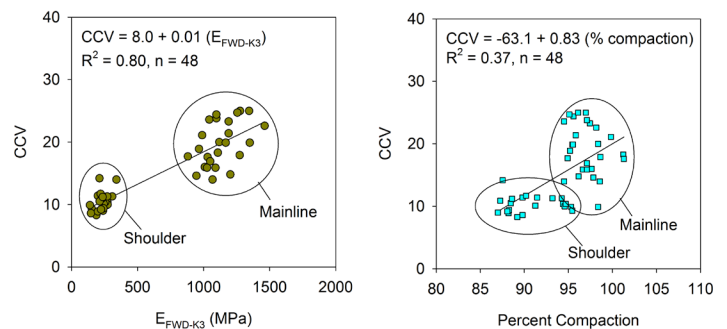 CCV = 8.0 + 0.01 (E_FWD-K3)
R² = 0.80, n = 48
CCV
40
30
20
10
0
Mainline
Shoulder
0 500 1000 1500 2000
E_FWD-K3 (MPa)
CCV = -63.1 + 0.83 (% compaction)
R² = 0.37, n = 48
CCV
40
30
20
10
0
Mainline
Shoulder
80 85 90 95 100 105 110
Percent Compaction